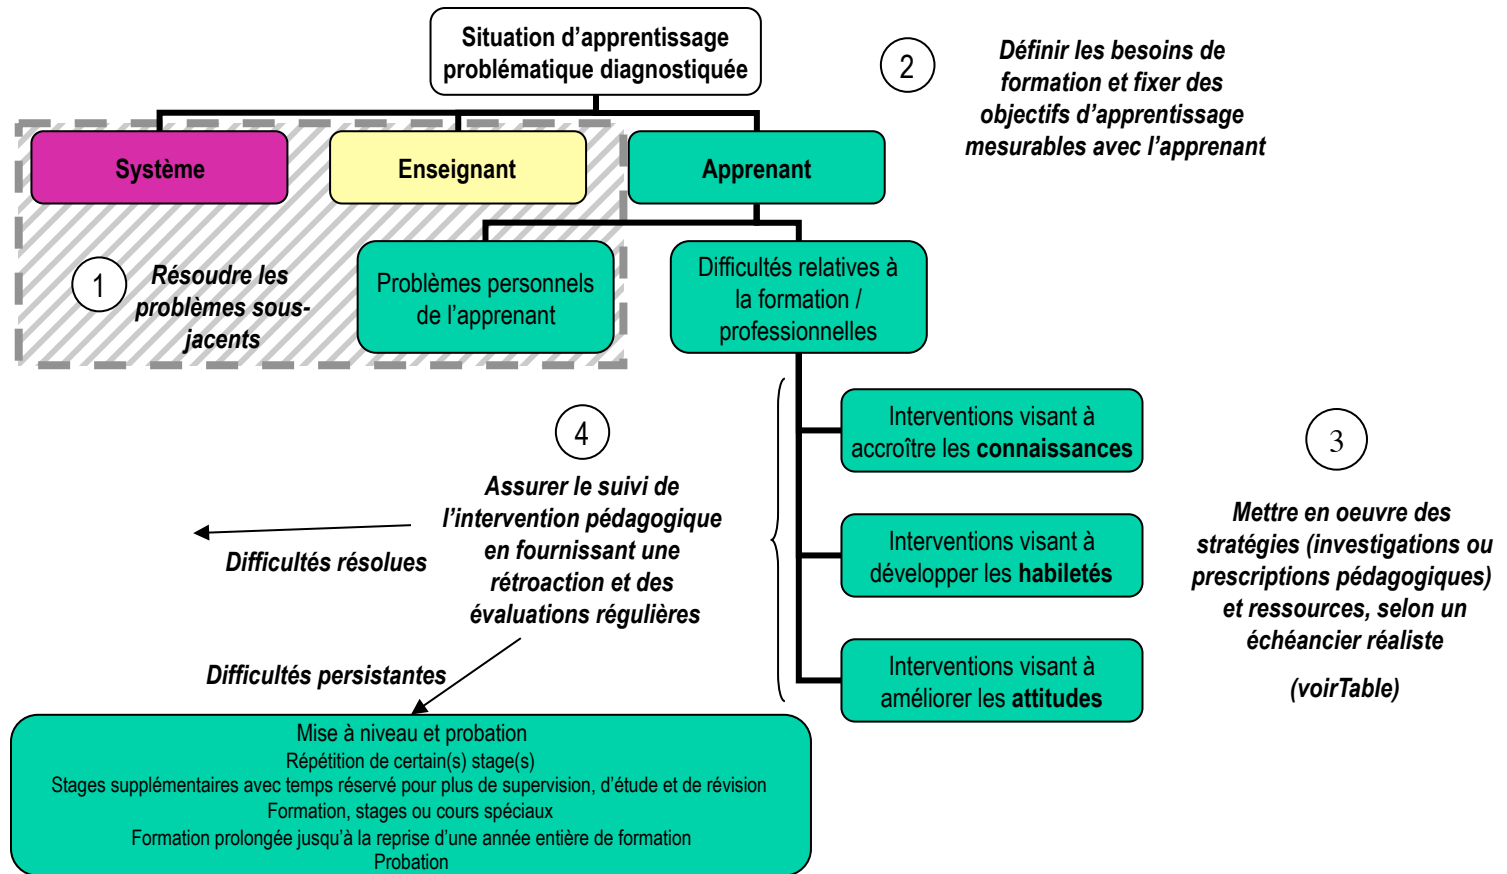 Situation d’apprentissage
problématique diagnostiquée
2
Définir les besoins de
formation et fixer des
objectifs d’apprentissage
mesurables avec l’apprenant
Système
Enseignant
Apprenant
1
Résoudre les
problèmes sous-
jacents
Problèmes personnels
de l’apprenant
Difficultés relatives à
la formation /
professionnelles
Interventions visant à
accroître les connaissances
Interventions visant à
développer les habiletés
Interventions visant à
améliorer les attitudes
3
Mettre en oeuvre des
stratégies (investigations ou
prescriptions pédagogiques)
et ressources, selon un
échéancier réaliste
(voirTable)
4
Assurer le suivi de
l’intervention pédagogique
en fournissant une
rétroaction et des
évaluations régulières
Difficultés résolues
Difficultés persistantes
Mise à niveau et probation
Répétition de certain(s) stage(s)
Stages supplémentaires avec temps réservé pour plus de supervision, d’étude et de révision
Formation, stages ou cours spéciaux
Formation prolongée jusqu’à la reprise d’une année entière de formation
Probation